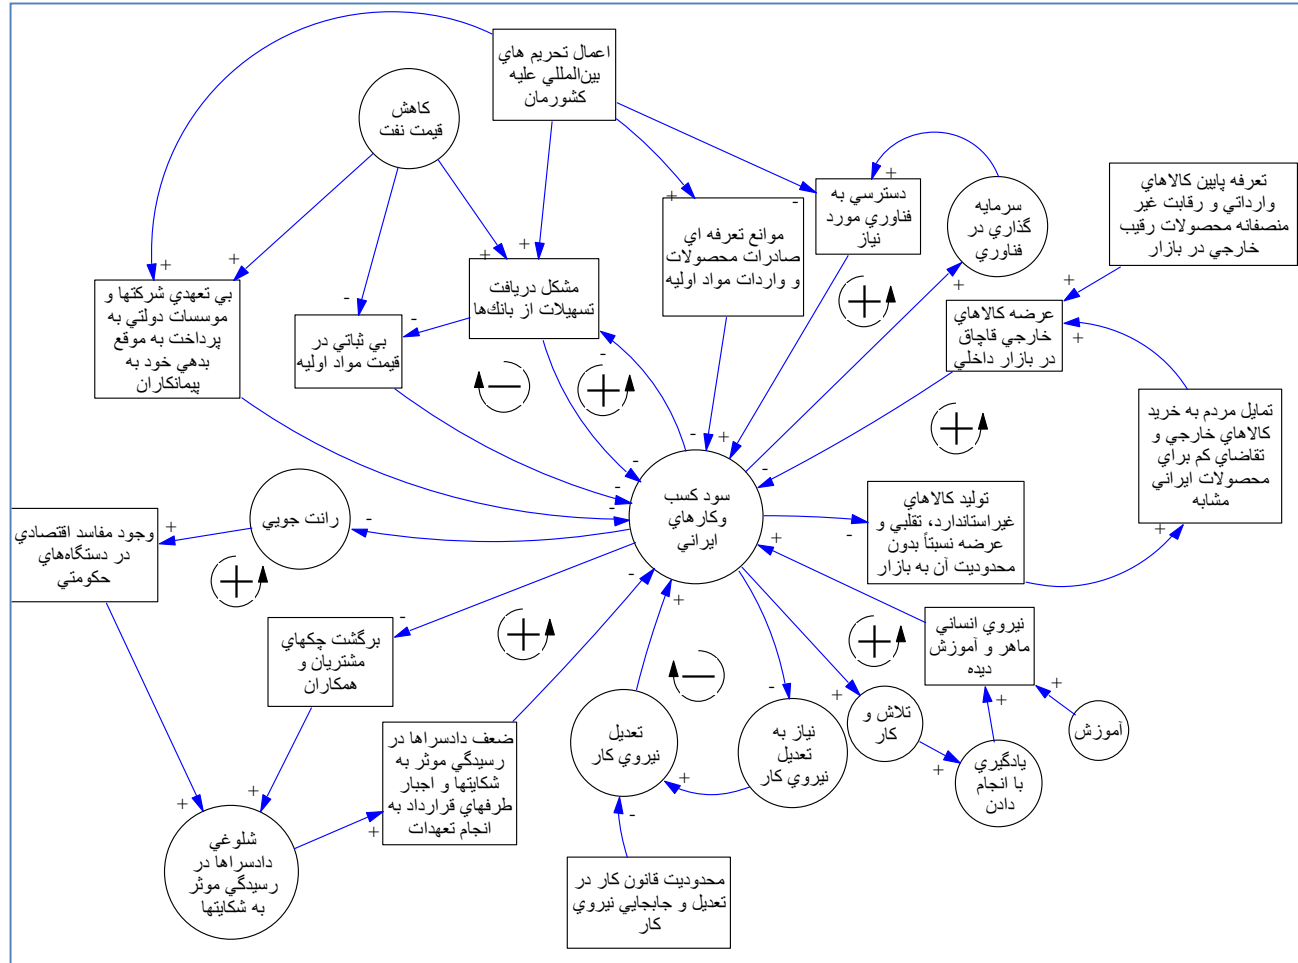 اعمال تحريم هاي
بين‌المللي عليه
كشورمان
كاهش
قيمت نفت
دسترسي به
فناوري مورد
نياز
سرمايه
گذاري در
فناوري
تعرفه پايين كالاهاي
وارداتي و رقابت غير
منصفانه محصولات رقيب
خارجي در بازار
موانع تعرفه اي
صادرات محصولات
و واردات مواد اوليه
مشكل دريافت
تسهيلات از بانك‌ها
بي تعهدي شركتها و
موسسات دولتي به
پرداخت به موقع
بدهي خود به
پيمانكاران
بي ثباتي در
قيمت مواد اوليه
عرضه كالاهاي
خارجي قاچاق
در بازار داخلي
تمايل مردم به خريد
كالاهاي خارجي و
تقاضاي كم براي
محصولات ايراني
مشابه
سود كسب
وكارهاي
ايراني
توليد كالاهاي
غيراستاندارد، تقلبي و
عرضه نسبتاً بدون
محدوديت آن به بازار
رانت جويي
وجود مفاسد اقتصادي
در دستگاه‌هاي
حكومتي
برگشت چكهاي
مشتريان و
همكاران
نيروي انساني
ماهر و آموزش
ديده
تلاش و
كار
آموزش
يادگيري
با انجام
دادن
نياز به
تعديل
نيروي كار
تعديل
نيروي كار
ضعف دادسراها در
رسيدگي موثر به
شكايتها و اجبار
طرفهاي قرارداد به
انجام تعهدات
شلوغي
دادسراها در
رسيدگي موثر
به شكايتها
محدوديت قانون كار در
تعديل و جابجايي نيروي
كار